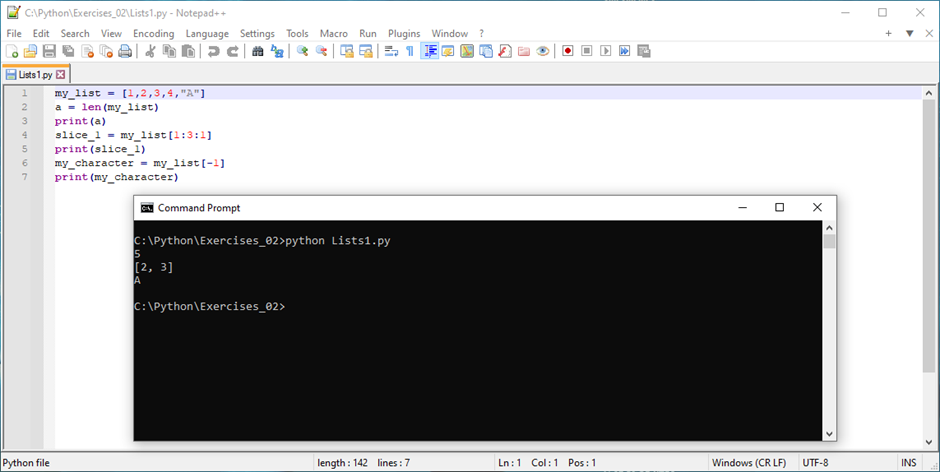 C:\Python\Exercises_02\Lists1.py - Notepad++
File Edit Search View Encoding Language Settings Tools Macro Run Plugins Window ? + ▼ X
Lists1.py
1 my_list = [1,2,3,4,"A"]
2 a = len(my_list)
3 print(a)
4 slice_1 = my_list[1:3:1]
5 print(slice_1)
6 my_character = my_list[-1]
7 print(my_character)
Command Prompt
C:\Python\Exercises_02>python Lists1.py
5
[2, 3]
A
C:\Python\Exercises_02>
Python file length : 142 lines : 7 Ln : 1 Col : 1 Pos : 1 Windows (CR LF) UTF-8 INS